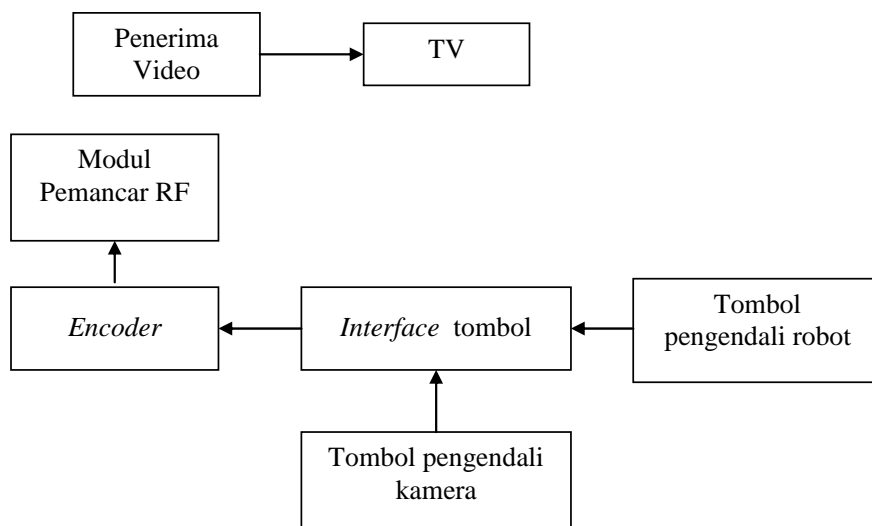 Penerima
Video
TV
Modul
Pemancar RF
Encoder
Interface tombol
Tombol
pengendali robot
Tombol pengendali
kamera